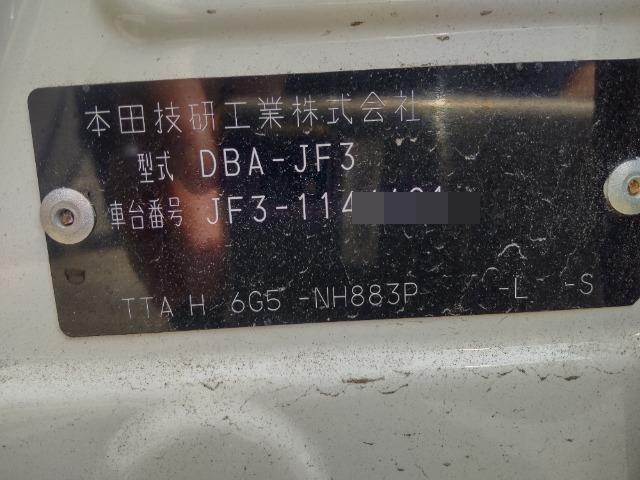 本田技研工業株式会社
型式 DBA-JF3
車台番号 JF3-114
TTA H 6G5 -NH883P -L -S